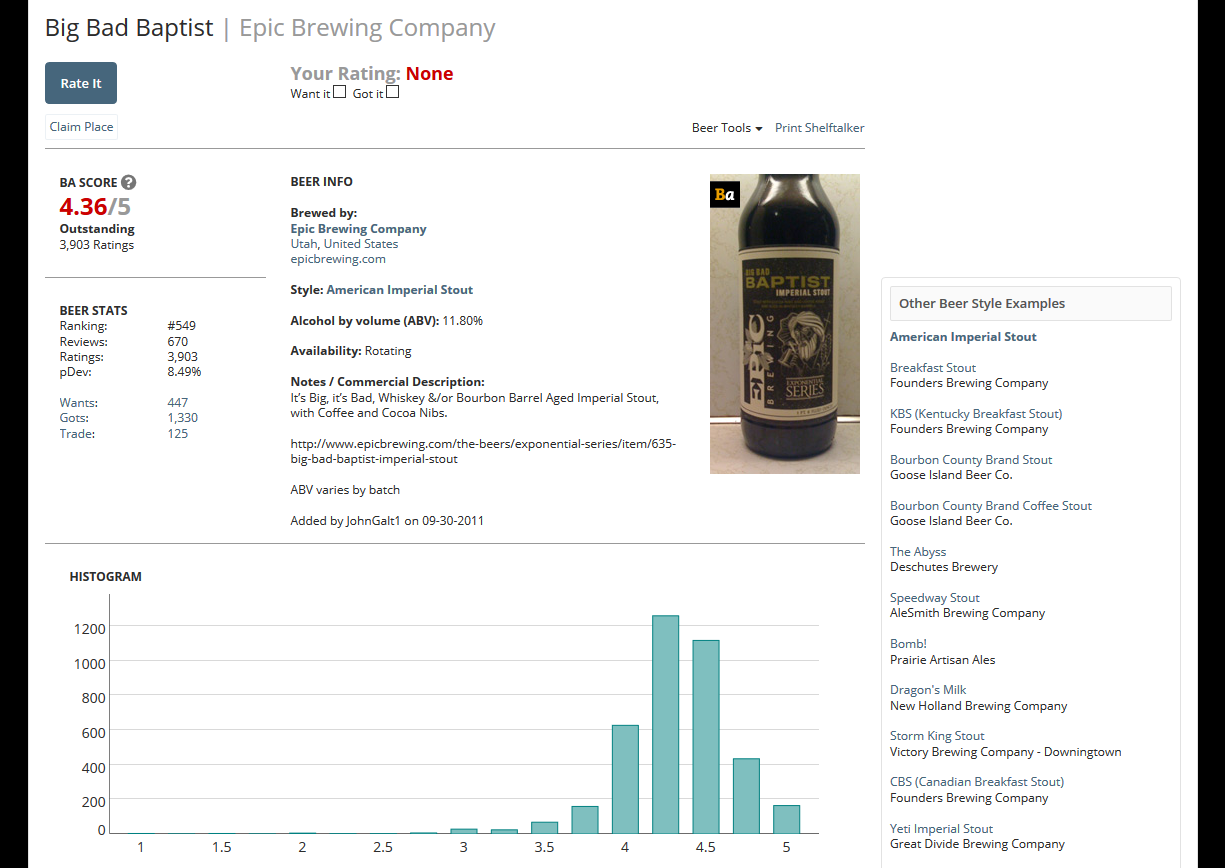 Big Bad Baptist | Epic Brewing Company
Rate It
Your Rating: None
Want it Got it
Claim Place
Beer Tools Print Shelftalker
BA SCORE ?
4.36/5
Outstanding
3,903 Ratings
BEER STATS
Ranking: #549
Reviews: 670
Ratings: 3,903
pDev: 8.49%
Wants: 447
Gots: 1,330
Trade: 125
BEER INFO
Brewed by:
Epic Brewing Company
Utah, United States
epicbrewing.com
Style: American Imperial Stout
Alcohol by volume (ABV): 11.80%
Availability: Rotating
Notes / Commercial Description:
It's Big, it's Bad, Whiskey &/or Bourbon Barrel Aged Imperial Stout,
with Coffee and Cocoa Nibs.
http://www.epicbrewing.com/the-beers/exponential-series/item/635-
big-bad-baptist-imperial-stout
ABV varies by batch
Added by JohnGalt1 on 09-30-2011
Ba
BIG BAD
BAPTIST
IMPERIAL STOUT
EPIC
BREWING
EXPONENTIAL
SERIES
HISTOGRAM
1200
1000
800
600
400
200
0
1 1.5 2 2.5 3 3.5 4 4.5 5
Other Beer Style Examples
American Imperial Stout
Breakfast Stout
Founders Brewing Company
KBS (Kentucky Breakfast Stout)
Founders Brewing Company
Bourbon County Brand Stout
Goose Island Beer Co.
Bourbon County Brand Coffee Stout
Goose Island Beer Co.
The Abyss
Deschutes Brewery
Speedway Stout
AleSmith Brewing Company
Bomb!
Prairie Artisan Ales
Dragon's Milk
New Holland Brewing Company
Storm King Stout
Victory Brewing Company - Downingtown
CBS (Canadian Breakfast Stout)
Founders Brewing Company
Yeti Imperial Stout
Great Divide Brewing Company